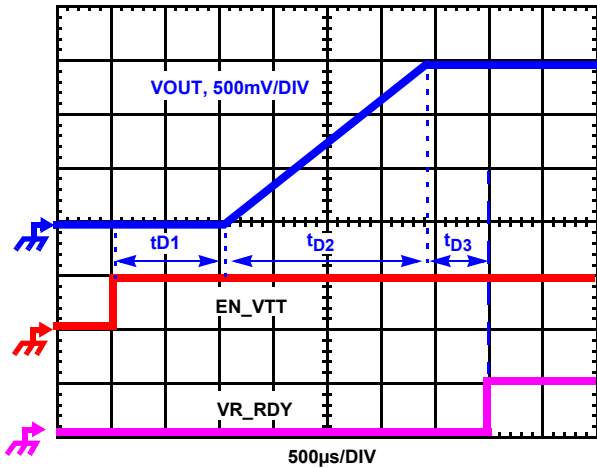 VOUT, 500mV/DIV
tD1
tD2
tD3
EN_VTT
VR_RDY
500µs/DIV